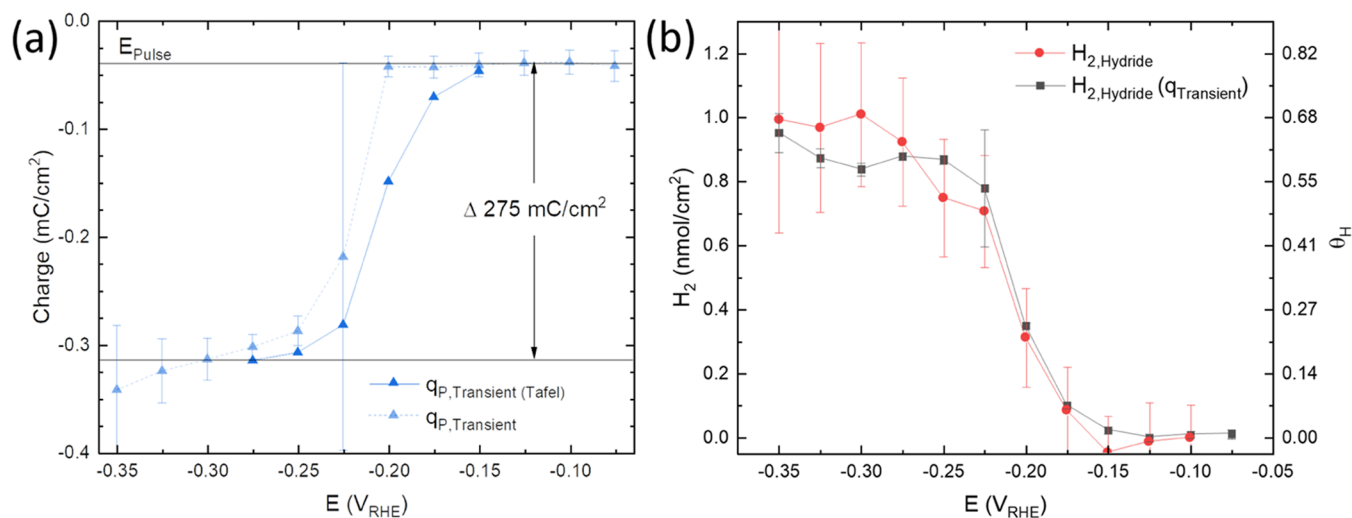 (a)
E_Pulse
0.0
-0.1
-0.2
-0.3
-0.4
Charge (mC/cm²)
Δ 275 mC/cm²
q_P,Transient (Tafel)
q_P,Transient
-0.35 -0.30 -0.25 -0.20 -0.15 -0.10
E (V_RHE)
(b)
H_2,Hydride
H_2,Hydride (q_Transient)
1.2
1.0
0.8
0.6
0.4
0.2
0.0
H₂ (nmol/cm²)
0.82
0.68
0.55
0.41
0.27
0.14
0.00
θ_H
-0.35 -0.30 -0.25 -0.20 -0.15 -0.10 -0.05
E (V_RHE)